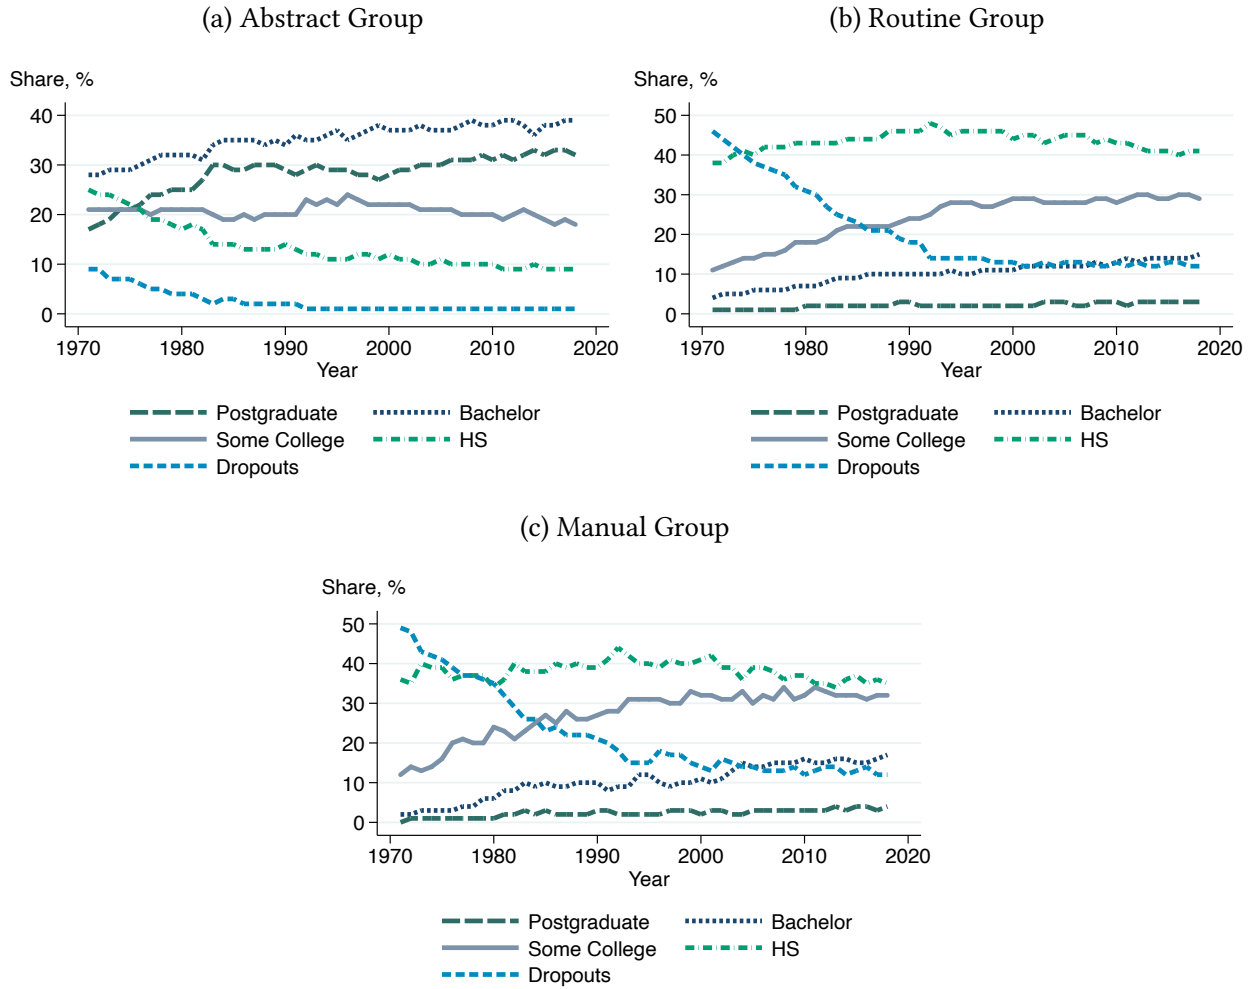 (a) Abstract Group
Share, %
40
30
20
10
0
1970 1980 1990 2000 2010 2020
Year
Postgraduate Bachelor
Some College HS
Dropouts
(b) Routine Group
Share, %
50
40
30
20
10
0
1970 1980 1990 2000 2010 2020
Year
Postgraduate Bachelor
Some College HS
Dropouts
(c) Manual Group
Share, %
50
40
30
20
10
0
1970 1980 1990 2000 2010 2020
Year
Postgraduate Bachelor
Some College HS
Dropouts